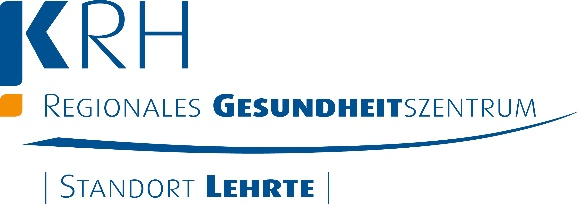 KRH
REGIONALES GESUNDHEITSZENTRUM
| STANDORT LEHRTE |